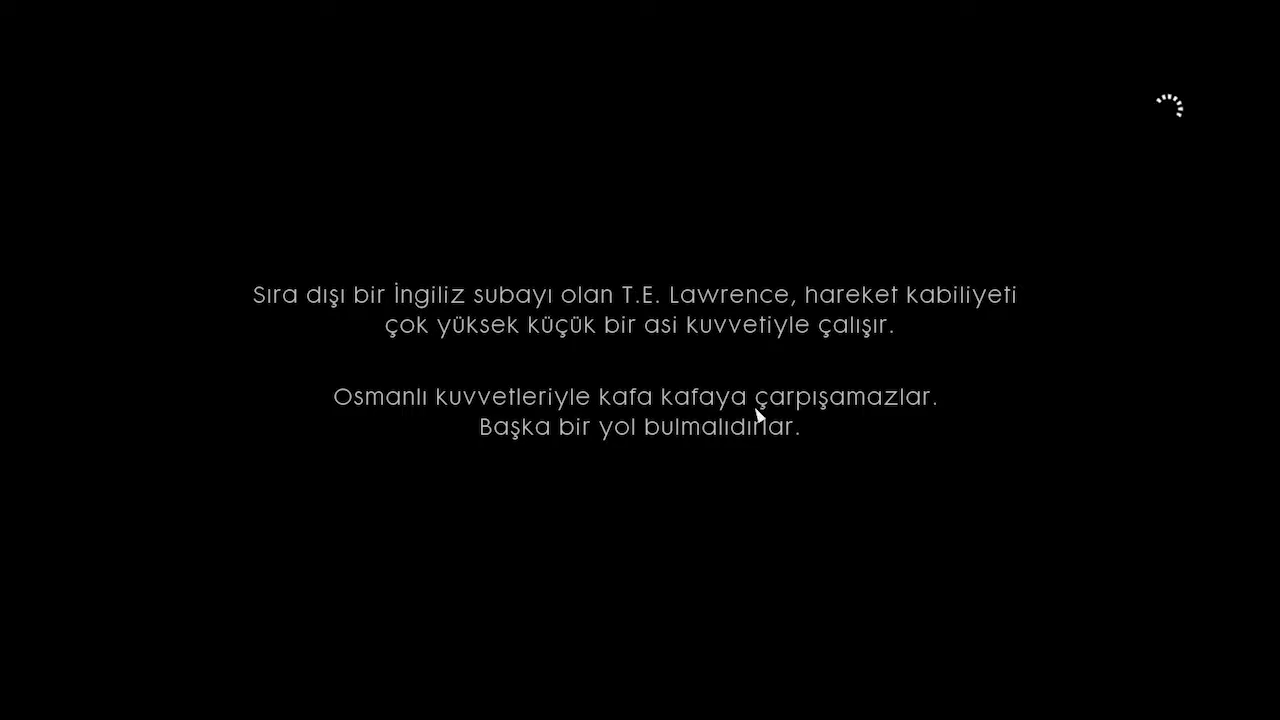 Sıra dışı bir İngiliz subayı olan T.E. Lawrence, hareket kabiliyeti
çok yüksek küçük bir asi kuvvetiyle çalışır.
Osmanlı kuvvetleriyle kafa kafaya çarpışamazlar.
Başka bir yol bulmalıdırlar.